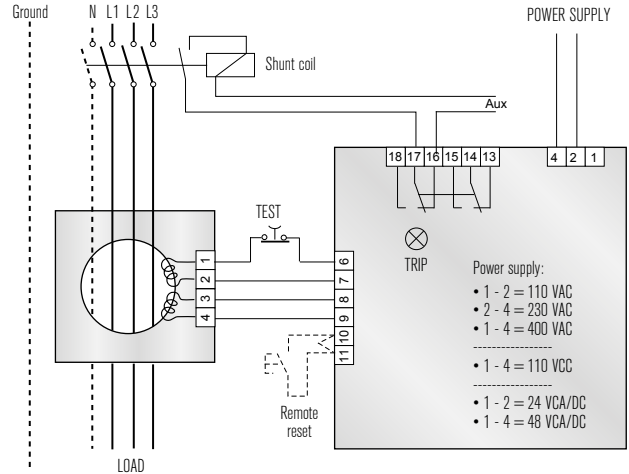 Ground
N L1 L2 L3
POWER SUPPLY
Shunt coil
Aux
18 17 16 15 14 13
4 2 1
TEST
TRIP
1
2
3
4
6
7
8
9
10
11
Power supply:
• 1 - 2 = 110 VAC
• 2 - 4 = 230 VAC
• 1 - 4 = 400 VAC
-----------------
• 1 - 4 = 110 VCC
-----------------
• 1 - 2 = 24 VCA/DC
• 1 - 4 = 48 VCA/DC
Remote
reset
LOAD